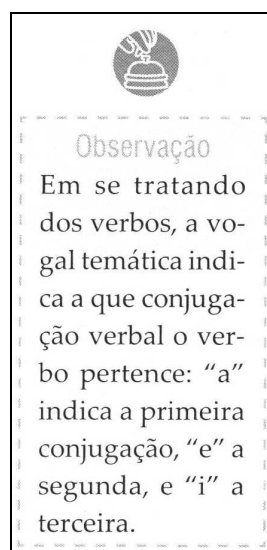 Observação
Em se tratando
dos verbos, a vo-
gal temática indi-
ca a que conjuga-
ção verbal o ver-
bo pertence: “a”
indica a primeira
conjugação, “e” a
segunda, e “i” a
terceira.